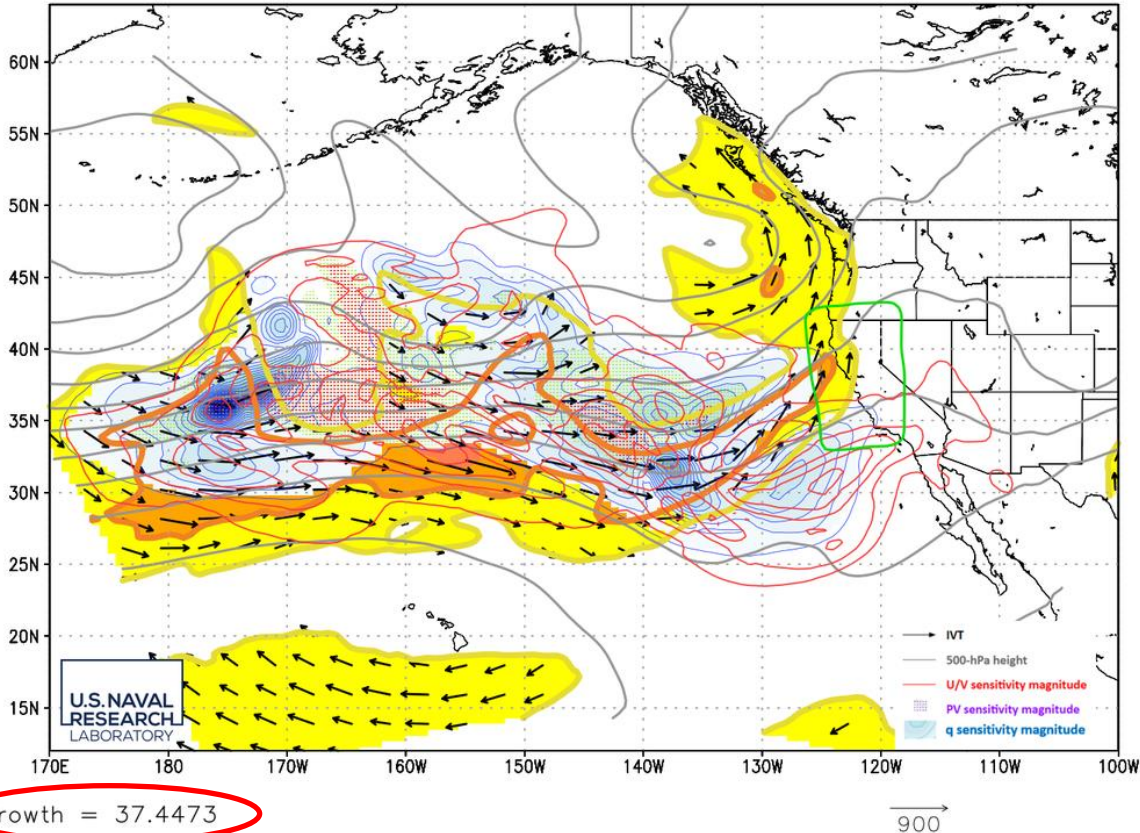 60N
55N
50N
45N
40N
35N
30N
25N
20N
15N
IVT
500-hPa height
U/V sensitivity magnitude
PV sensitivity magnitude
q sensitivity magnitude
U.S. NAVAL
RESEARCH
LABORATORY
170E 180 170W 160W 150W 140W 130W 120W 110W 100W
rowth = 37.4473
900